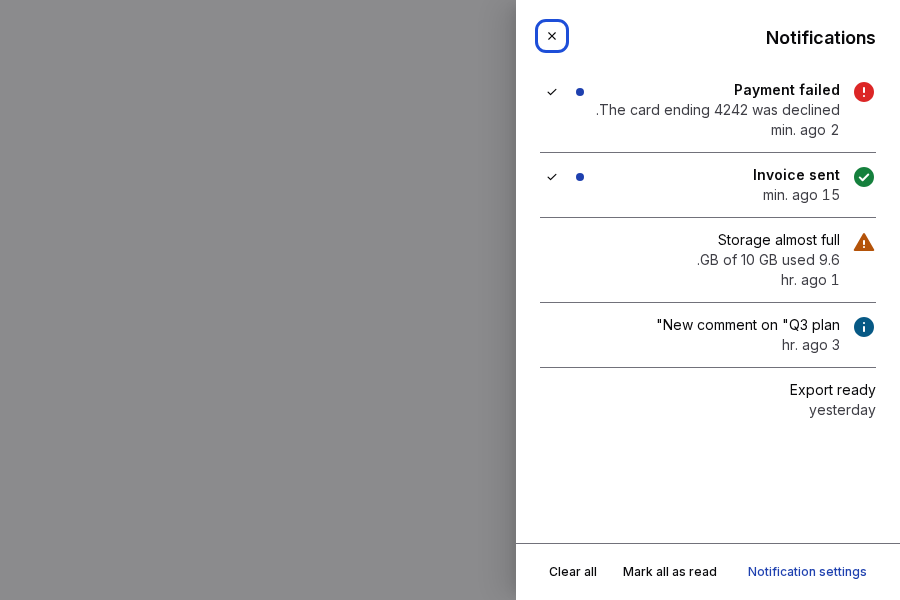 Notifications
Payment failed
.The card ending 4242 was declined
min. ago 2
Invoice sent
min. ago 15
Storage almost full
.GB of 10 GB used 9.6
hr. ago 1
"New comment on "Q3 plan
hr. ago 3
Export ready
yesterday
Clear all Mark all as read Notification settings